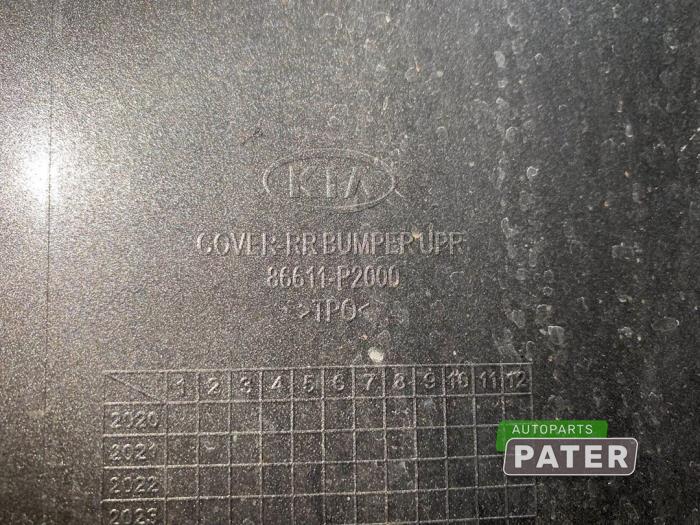 KIA
COVER-RR BUMPER UPR
86611-P2000
>TPO<
1 2 3 4 5 6 7 8 9 10 11 12
2020
2021
2022
2023
AUTOPARTS
PATER